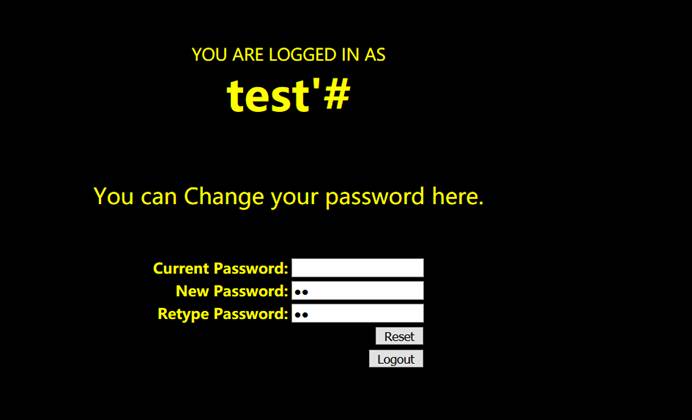 YOU ARE LOGGED IN AS
test'#
You can Change your password here.
Current Password:
New Password: ••
Retype Password: ••
Reset
Logout